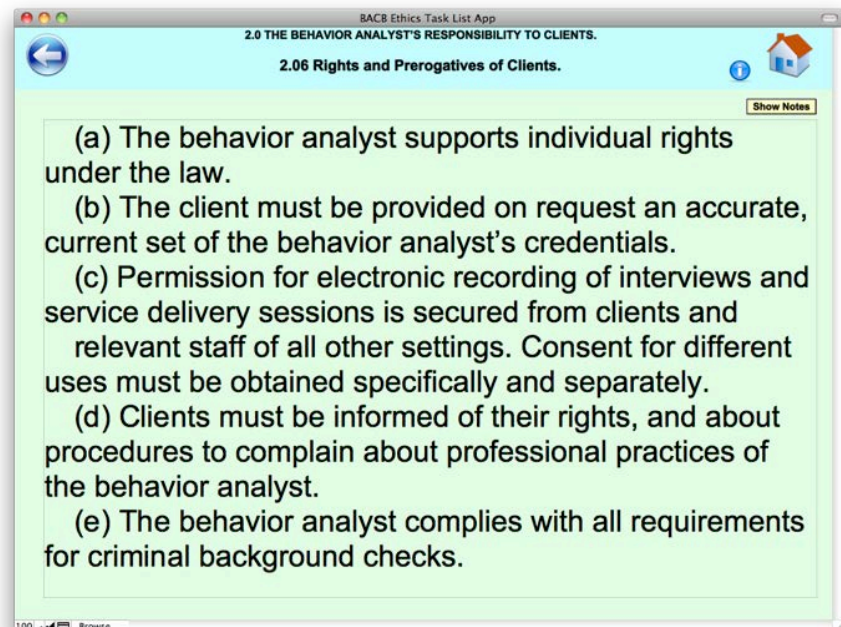 BACB Ethics Task List App
2.0 THE BEHAVIOR ANALYST'S RESPONSIBILITY TO CLIENTS.
2.06 Rights and Prerogatives of Clients.
Show Notes
(a) The behavior analyst supports individual rights
under the law.
(b) The client must be provided on request an accurate,
current set of the behavior analyst's credentials.
(c) Permission for electronic recording of interviews and
service delivery sessions is secured from clients and
relevant staff of all other settings. Consent for different
uses must be obtained specifically and separately.
(d) Clients must be informed of their rights, and about
procedures to complain about professional practices of
the behavior analyst.
(e) The behavior analyst complies with all requirements
for criminal background checks.
100 Browse